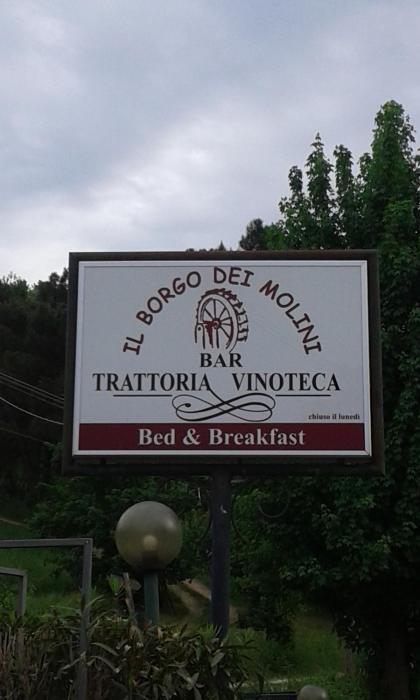 IL BORGO DEI MOLINI
BAR
TRATTORIA VINOTECA
chiuso il lunedì
Bed & Breakfast